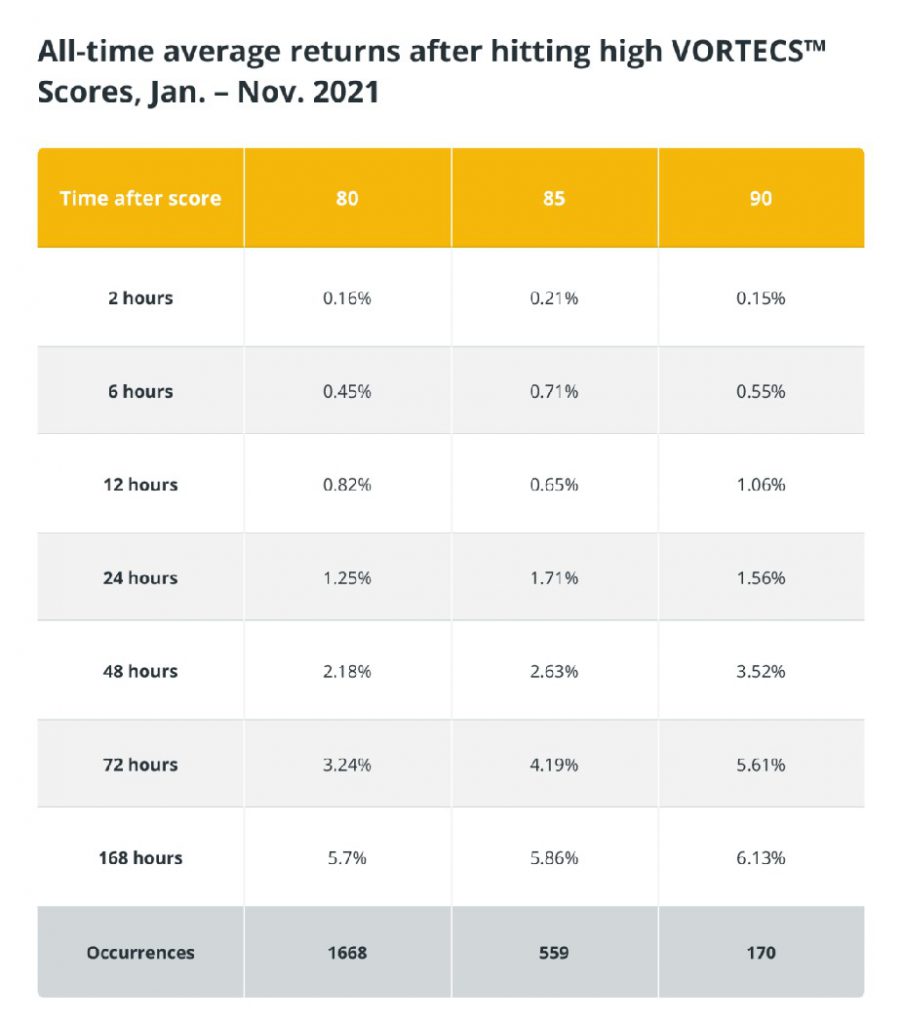 All-time average returns after hitting high VORTECS™
Scores, Jan. – Nov. 2021
Time after score 80 85 90
2 hours 0.16% 0.21% 0.15%
6 hours 0.45% 0.71% 0.55%
12 hours 0.82% 0.65% 1.06%
24 hours 1.25% 1.71% 1.56%
48 hours 2.18% 2.63% 3.52%
72 hours 3.24% 4.19% 5.61%
168 hours 5.7% 5.86% 6.13%
Occurrences 1668 559 170